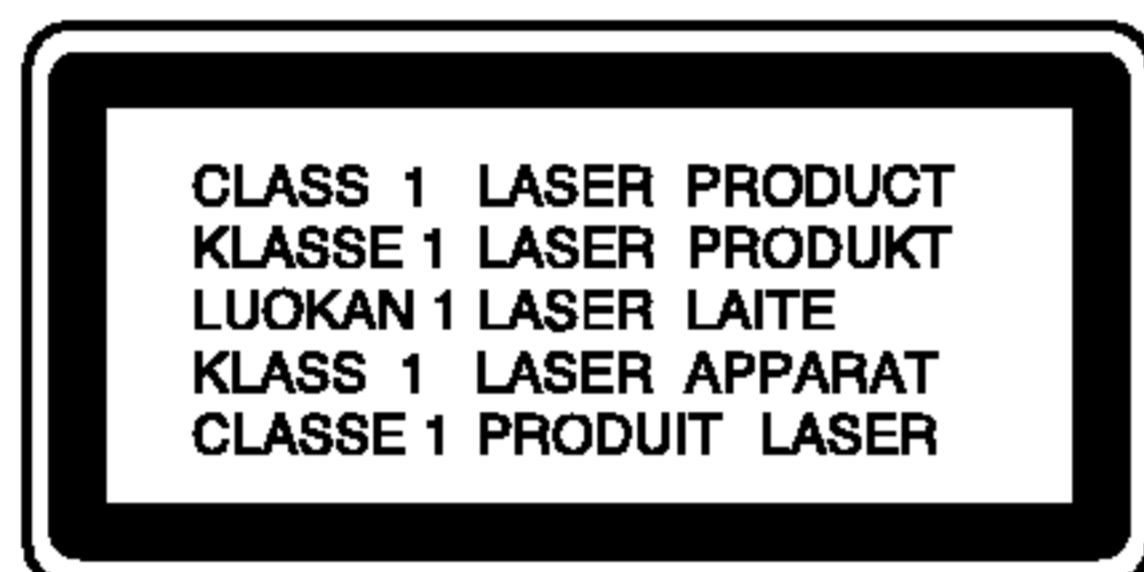 CLASS 1 LASER PRODUCT
KLASSE 1 LASER PRODUKT
LUOKAN 1 LASER LAITE
KLASS 1 LASER APPARAT
CLASSE 1 PRODUIT LASER